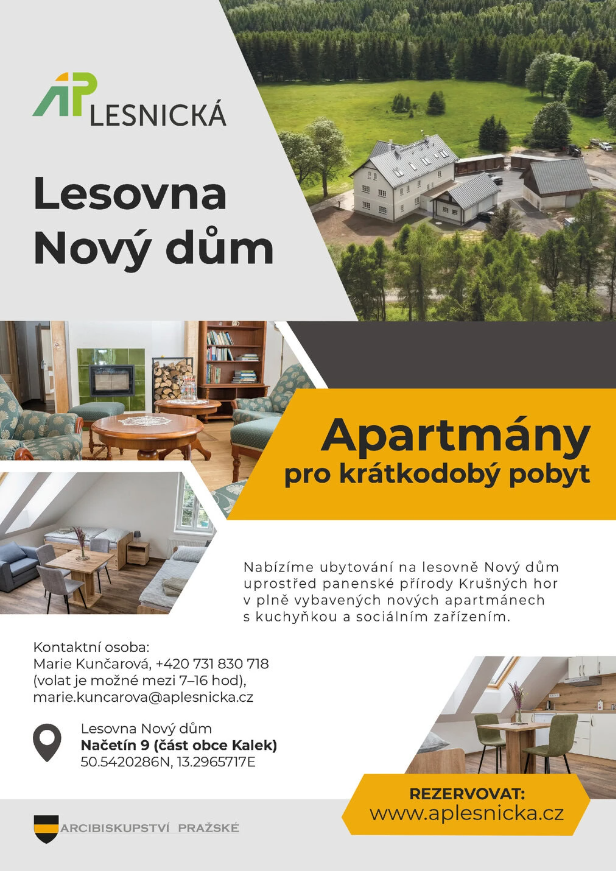 AP LESNICKÁ
Lesovna
Nový dům
Apartmány
pro krátkodobý pobyt
Nabízíme ubytování na lesovně Nový dům
uprostřed panenské přírody Krušných hor
v plně vybavených nových apartmánech
s kuchyňkou a sociálním zařízením.
Kontaktní osoba:
Marie Kunčarová, +420 731 830 718
(volat je možné mezi 7–16 hod),
marie.kuncarova@aplesnicka.cz
Lesovna Nový dům
Načetín 9 (část obce Kalek)
50.5420286N, 13.2965717E
REZERVOVAT:
www.aplesnicka.cz
ARCIBISKUPSTVÍ PRAŽSKÉ